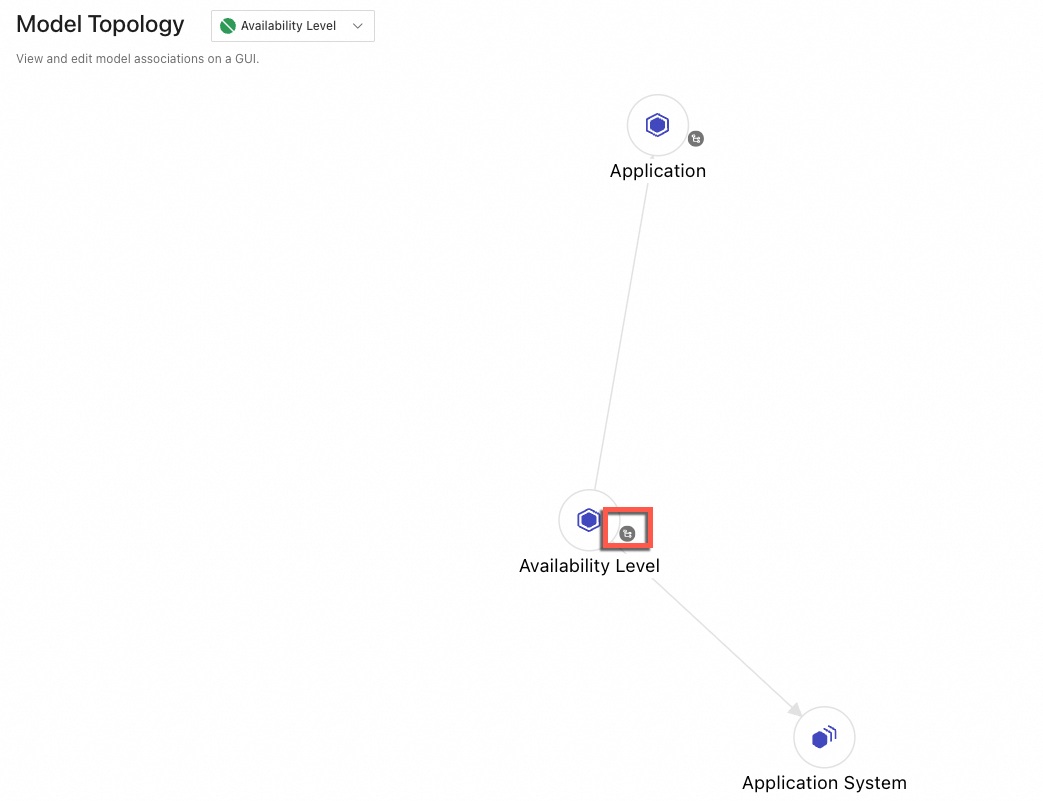 Model Topology
Availability Level
View and edit model associations on a GUI.
Application
Availability Level
Application System